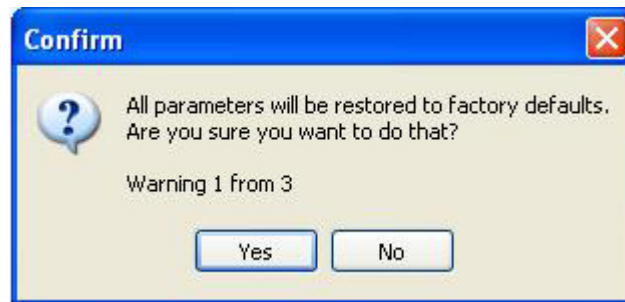 Confirm
All parameters will be restored to factory defaults.
Are you sure you want to do that?
Warning 1 from 3
Yes
No